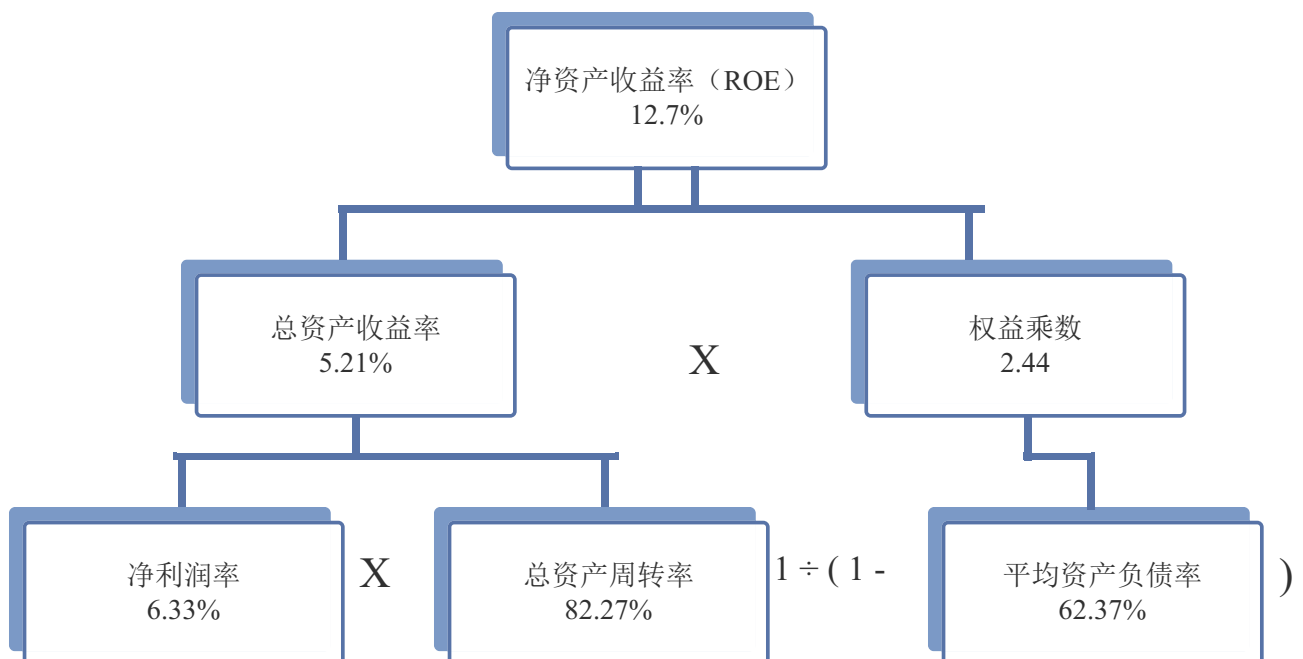 净资产收益率（ROE）
12.7%
总资产收益率
5.21%
X
权益乘数
2.44
净利润率
6.33%
X
总资产周转率
82.27%
1 ÷ ( 1 -
平均资产负债率
62.37%
)